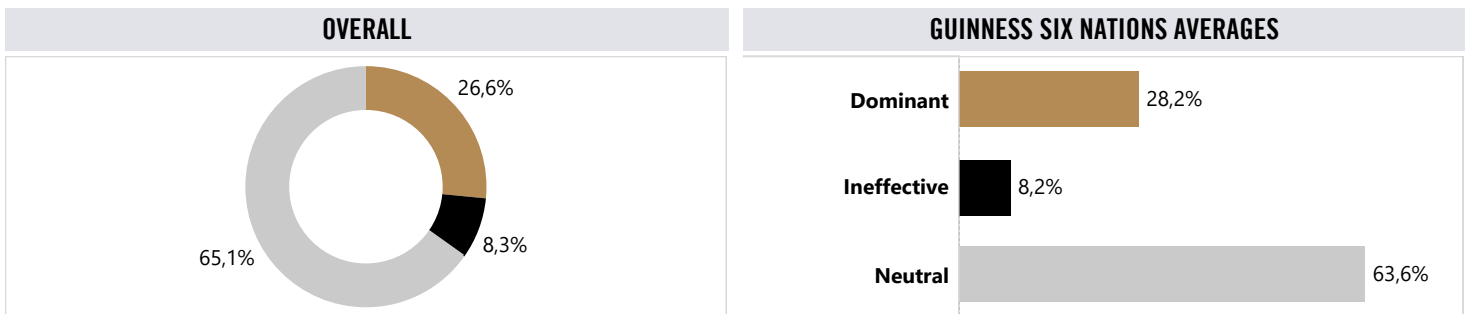 OVERALL
26,6%
8,3%
65,1%
GUINNESS SIX NATIONS AVERAGES
Dominant 28,2%
Ineffective 8,2%
Neutral 63,6%